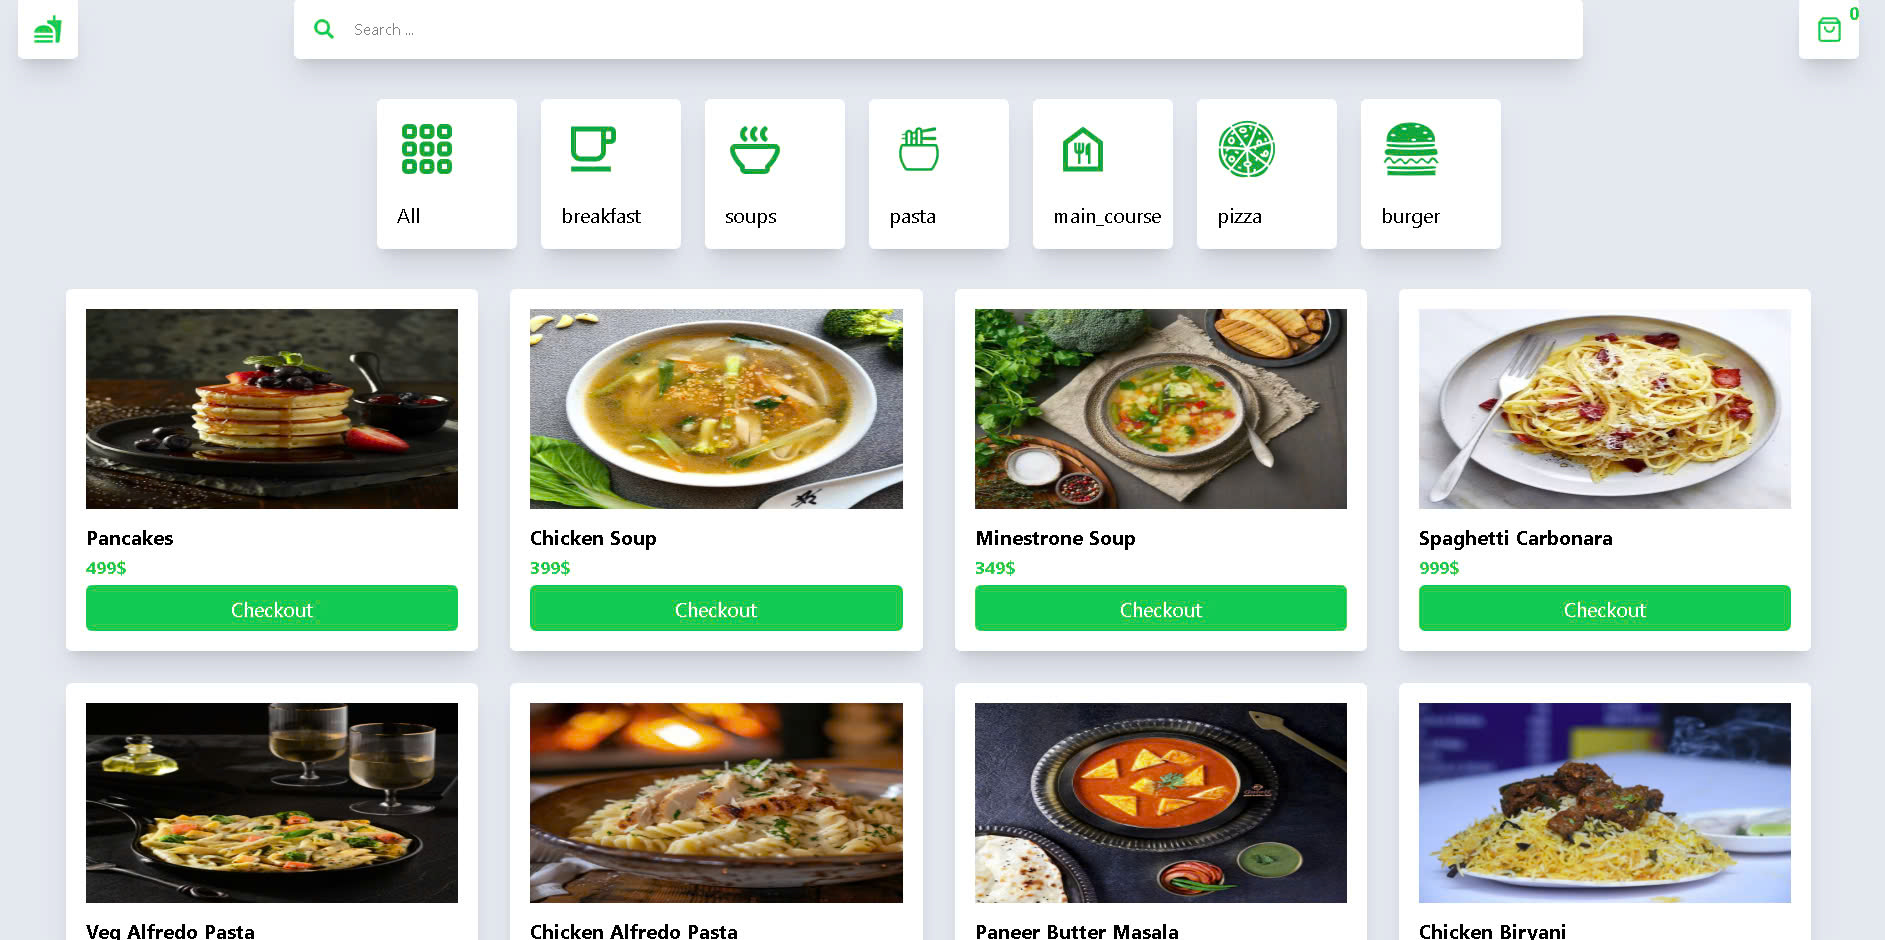 Search ...
0
All
breakfast
soups
pasta
main_course
pizza
burger
Pancakes
499$
Checkout
Chicken Soup
399$
Checkout
Minestrone Soup
349$
Checkout
Spaghetti Carbonara
999$
Checkout
Veg Alfredo Pasta
Chicken Alfredo Pasta
Paneer Butter Masala
Chicken Biryani